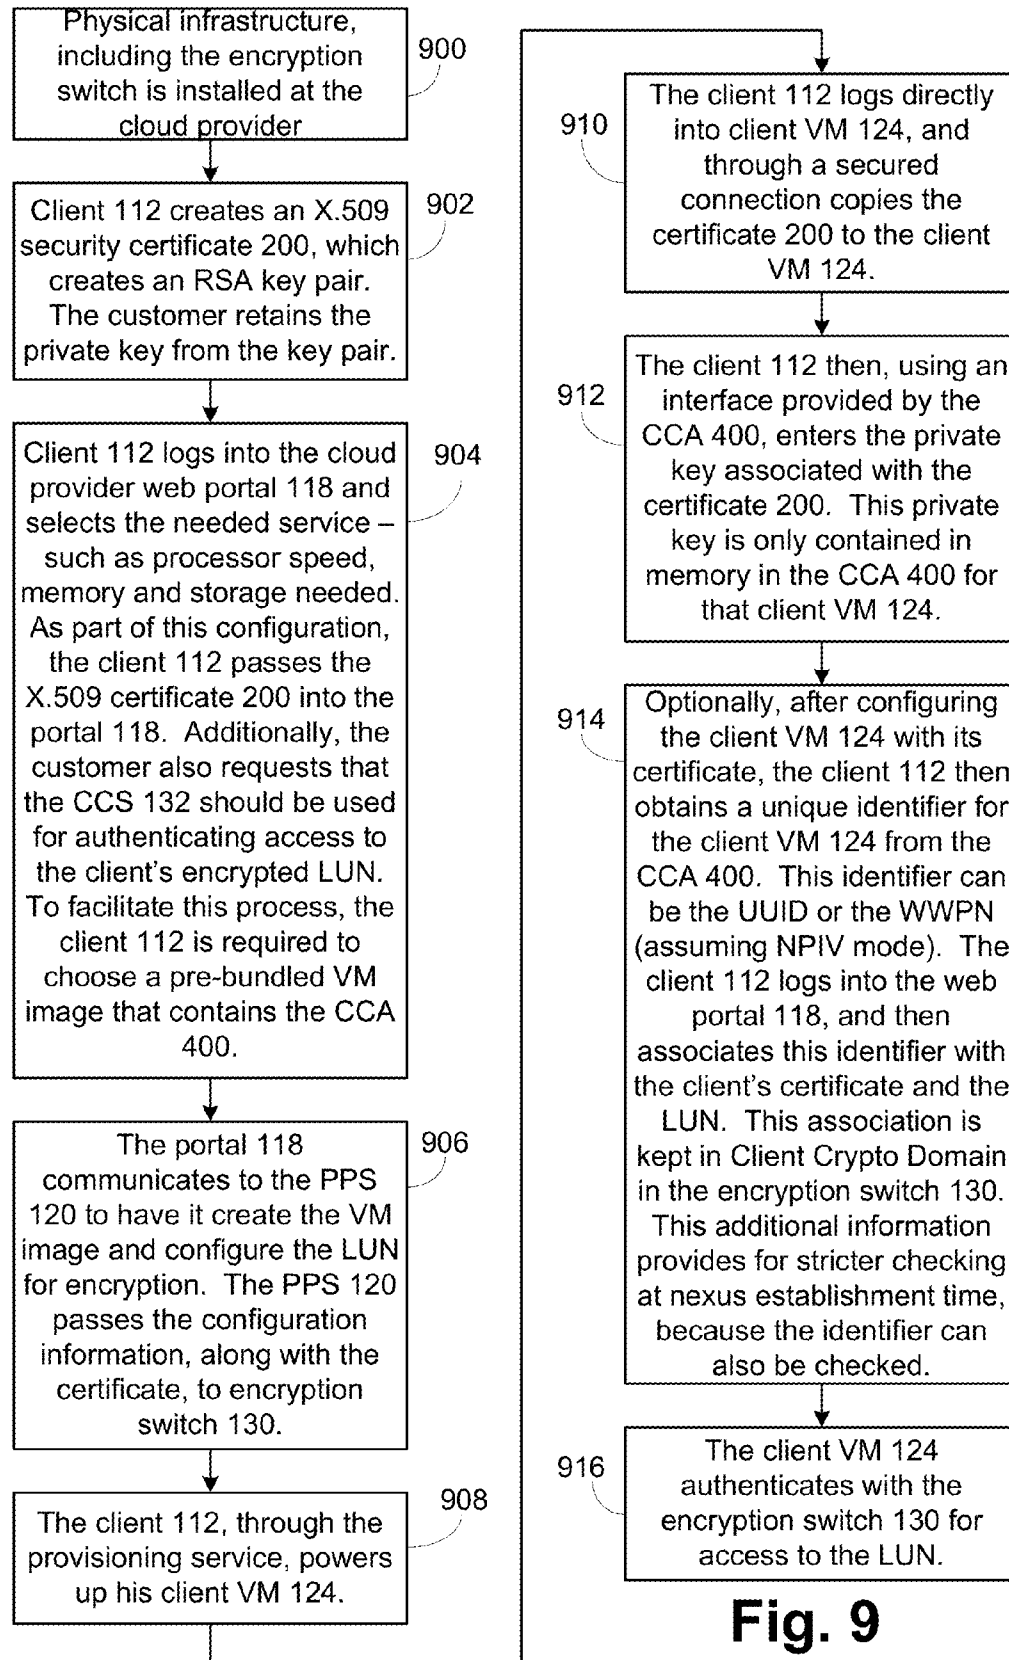 Physical infrastructure,
including the encryption
switch is installed at the
cloud provider
900
Client 112 creates an X.509
security certificate 200, which
creates an RSA key pair.
The customer retains the
private key from the key pair.
902
Client 112 logs into the cloud
provider web portal 118 and
selects the needed service –
such as processor speed,
memory and storage needed.
As part of this configuration,
the client 112 passes the
X.509 certificate 200 into the
portal 118. Additionally, the
customer also requests that
the CCS 132 should be used
for authenticating access to
the client's encrypted LUN.
To facilitate this process, the
client 112 is required to
choose a pre-bundled VM
image that contains the CCA
400.
904
The portal 118
communicates to the PPS
120 to have it create the VM
image and configure the LUN
for encryption. The PPS 120
passes the configuration
information, along with the
certificate, to encryption
switch 130.
906
The client 112, through the
provisioning service, powers
up his client VM 124.
908
910
The client 112 logs directly
into client VM 124, and
through a secured
connection copies the
certificate 200 to the client
VM 124.
912
The client 112 then, using an
interface provided by the
CCA 400, enters the private
key associated with the
certificate 200. This private
key is only contained in
memory in the CCA 400 for
that client VM 124.
914
Optionally, after configuring
the client VM 124 with its
certificate, the client 112 then
obtains a unique identifier for
the client VM 124 from the
CCA 400. This identifier can
be the UUID or the WWPN
(assuming NPIV mode). The
client 112 logs into the web
portal 118, and then
associates this identifier with
the client's certificate and the
LUN. This association is
kept in Client Crypto Domain
in the encryption switch 130.
This additional information
provides for stricter checking
at nexus establishment time,
because the identifier can
also be checked.
916
The client VM 124
authenticates with the
encryption switch 130 for
access to the LUN.
Fig. 9